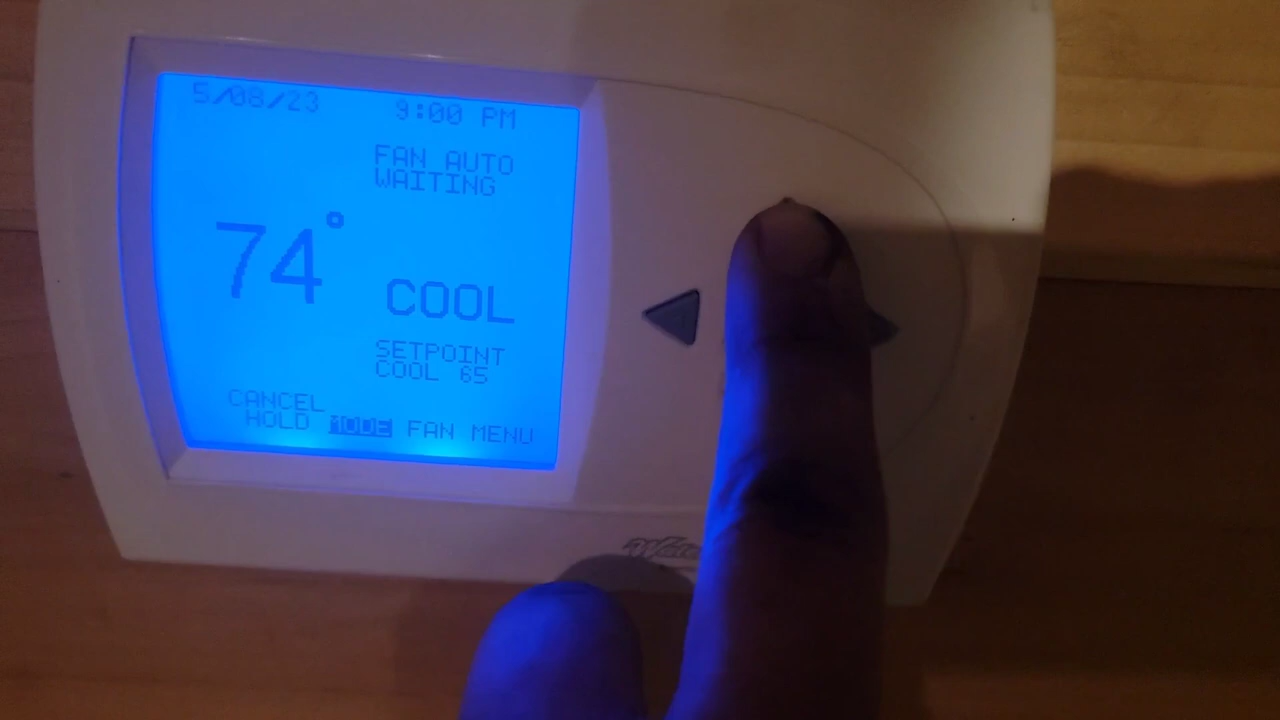 5/08/23 9:00 PM
FAN AUTO
WAITING
74°
COOL
SETPOINT
COOL 65
CANCEL
HOLD MODE FAN MENU